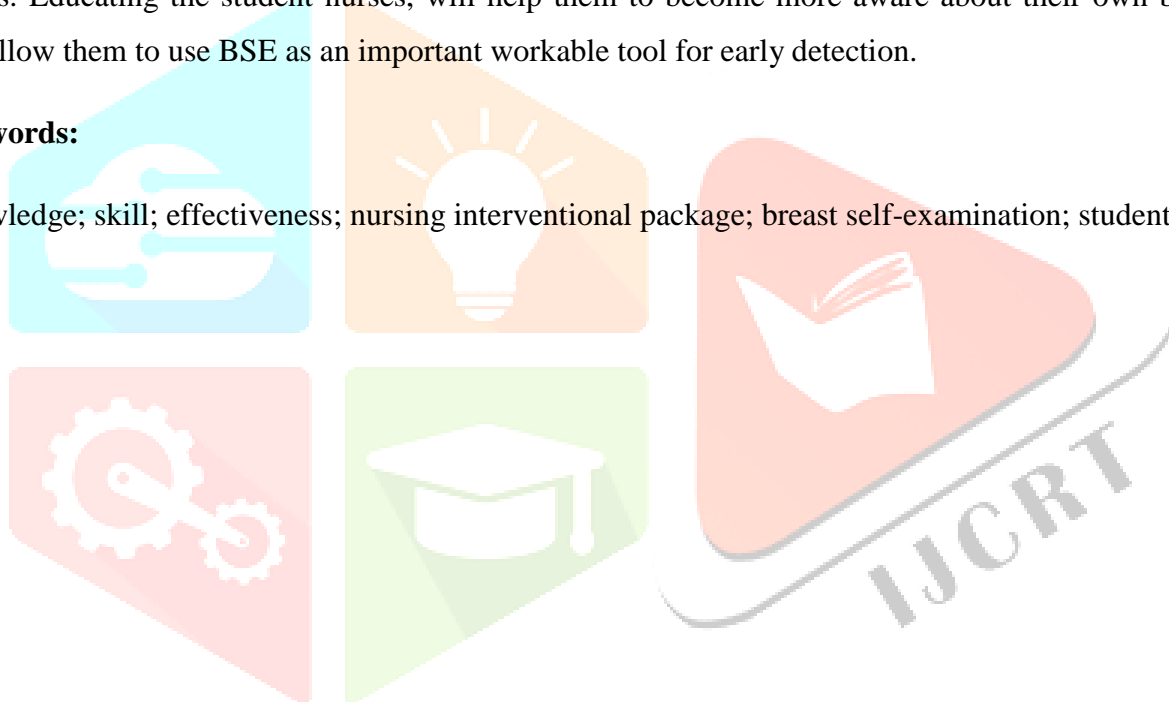 s. Educating the student nurses, will help them to become more aware about their own b
llow them to use BSE as an important workable tool for early detection.
words:
wledge; skill; effectiveness; nursing interventional package; breast self-examination; student
IJCRT